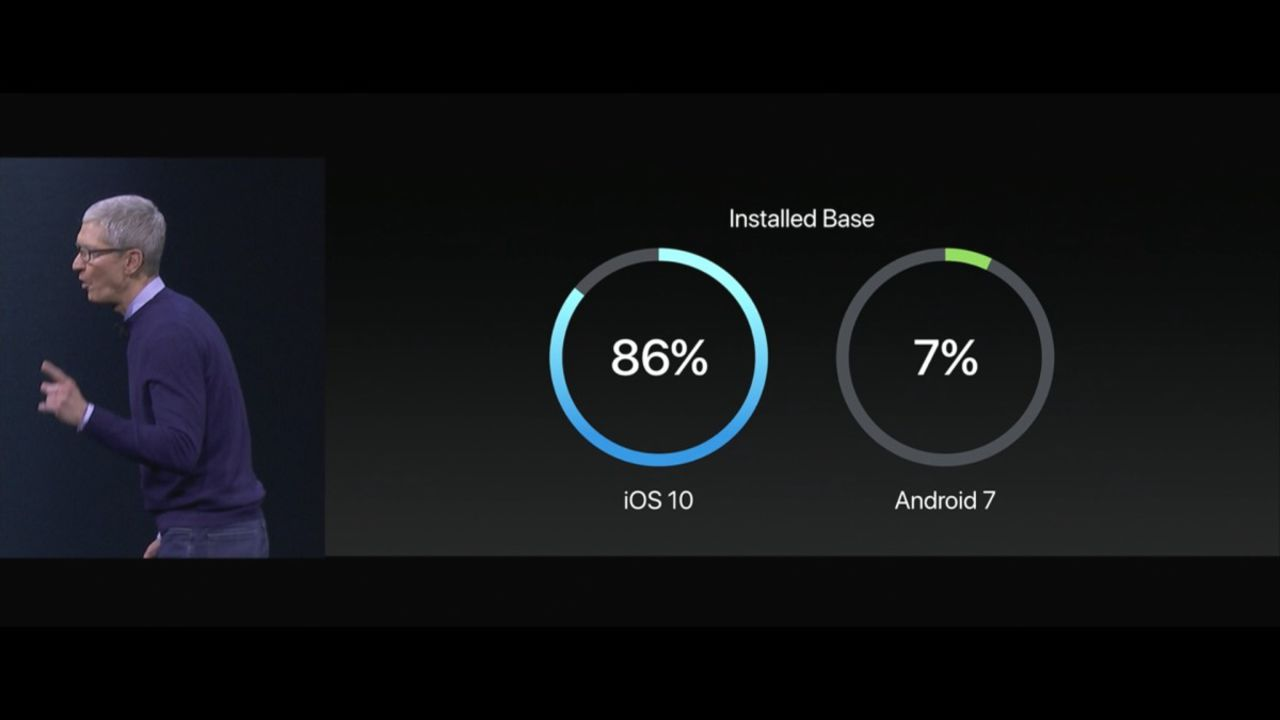 Installed Base
86%
7%
iOS 10
Android 7